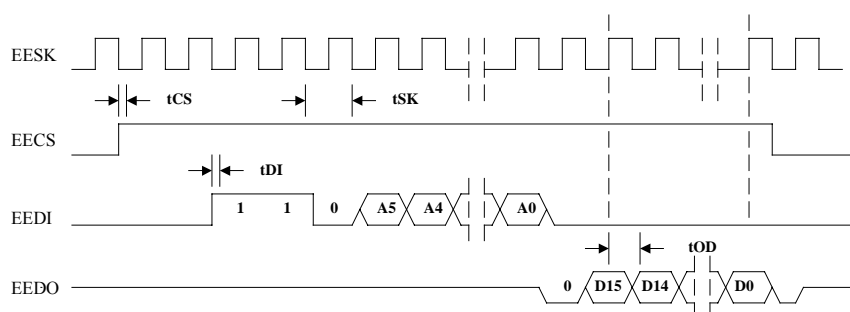 EESK
tCS
tSK
EECS
tDI
EEDI
1 1 0 A5 A4 A0
tOD
EEDO
0 D15 D14 D0